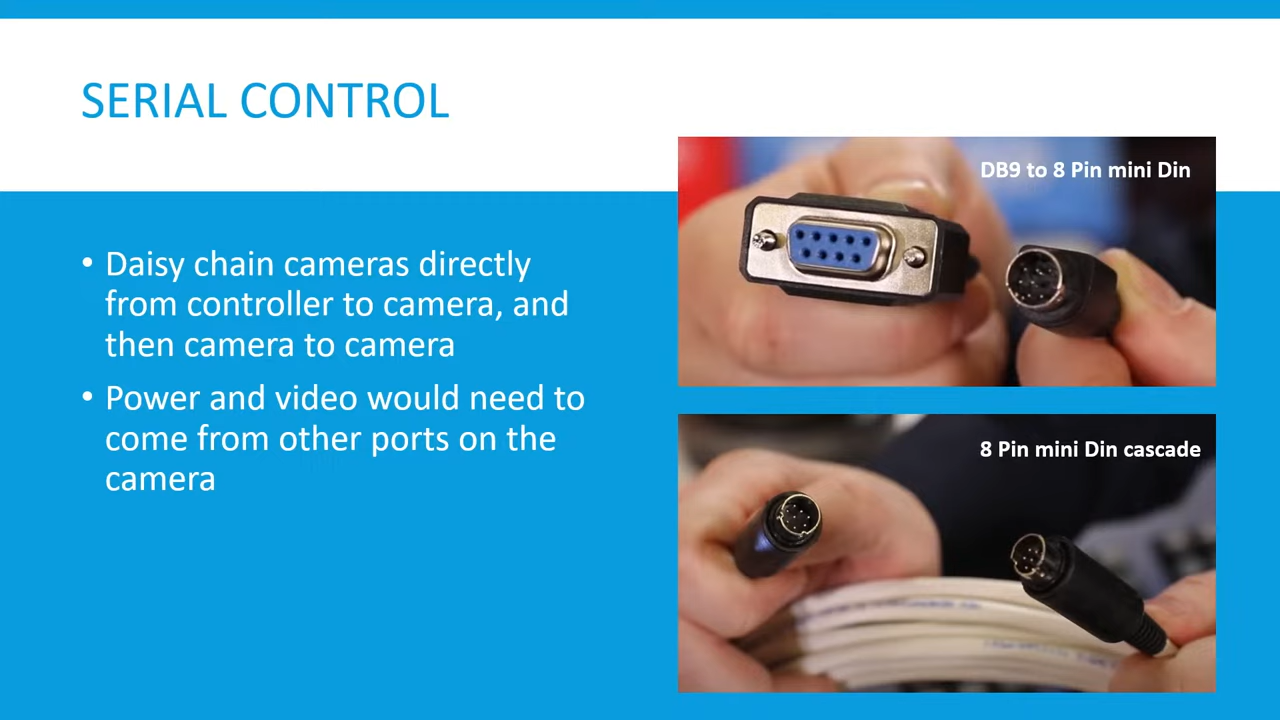 SERIAL CONTROL
• Daisy chain cameras directly
from controller to camera, and
then camera to camera
• Power and video would need to
come from other ports on the
camera
DB9 to 8 Pin mini Din
8 Pin mini Din cascade